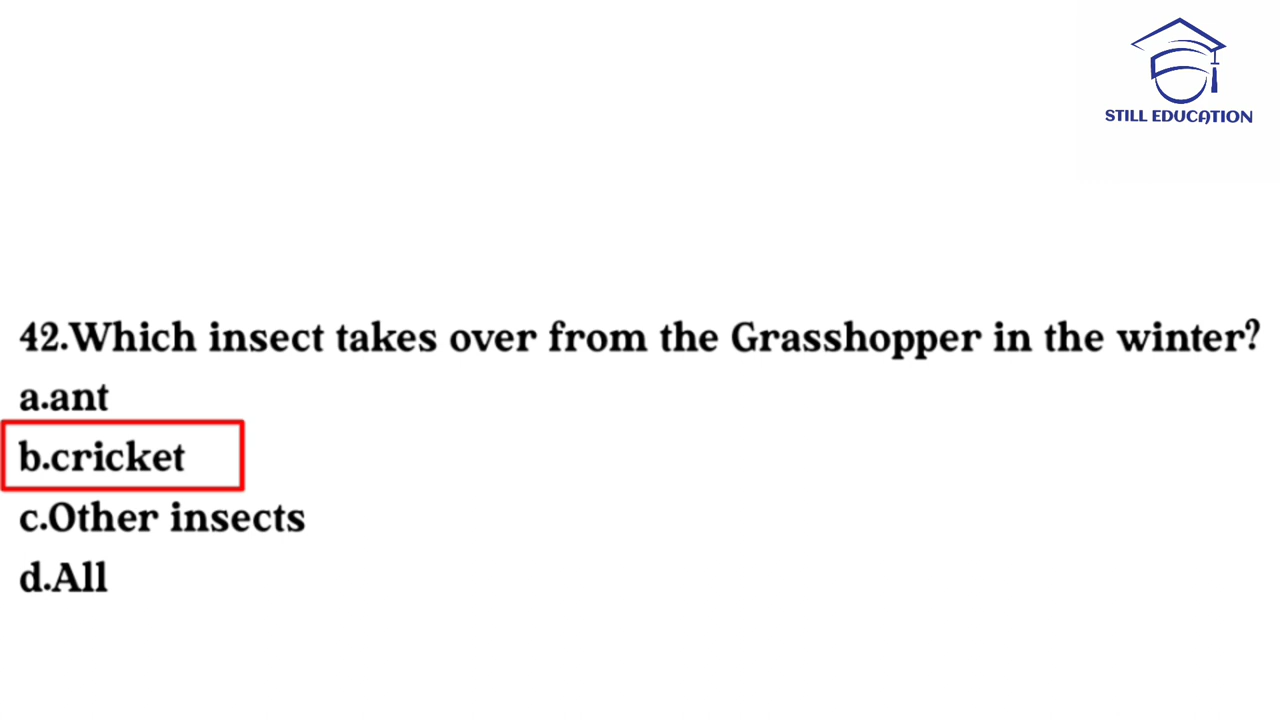 STILL EDUCATION
42.Which insect takes over from the Grasshopper in the winter?
a.ant
b.cricket
c.Other insects
d.All